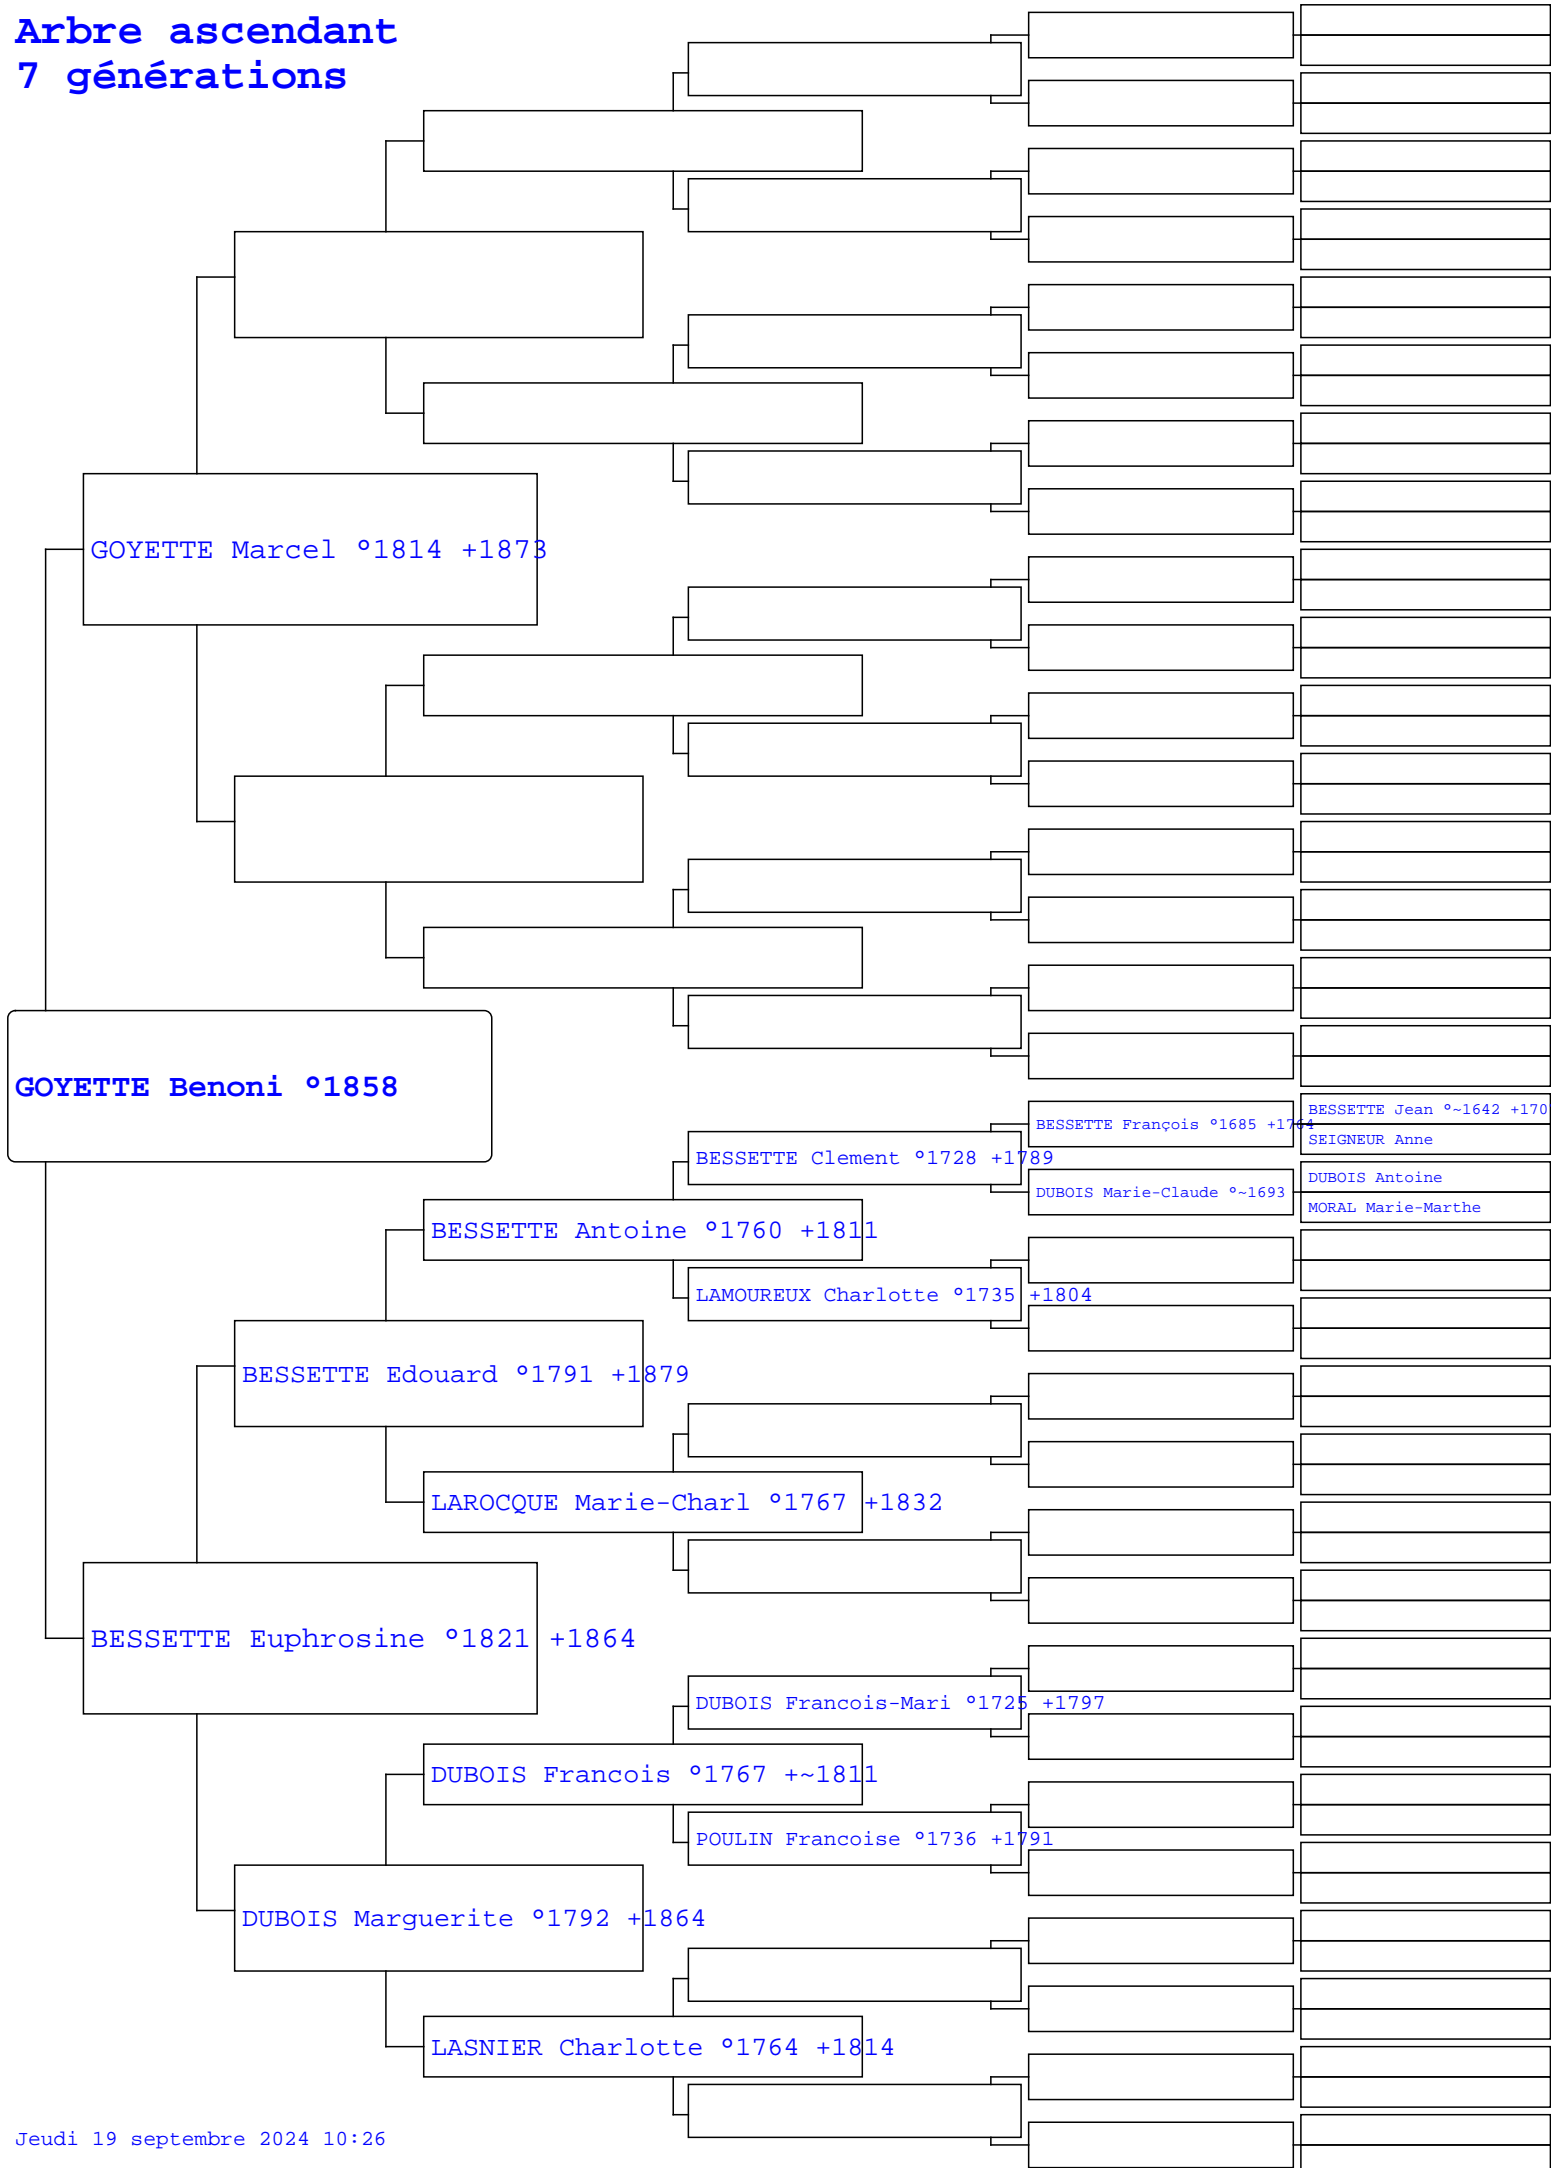 Arbre ascendant
7 générations
GOYETTE Marcel °1814 +1873
GOYETTE Benoni °1858
BESSETTE Jean °~1642 +170
BESSETTE François °1685 +1764
SEIGNEUR Anne
BESSETTE Clement °1728 +1789
DUBOIS Antoine
DUBOIS Marie-Claude °~1693
MORAL Marie-Marthe
BESSETTE Antoine °1760 +1811
LAMOUREUX Charlotte °1735 +1804
BESSETTE Edouard °1791 +1879
LAROCQUE Marie-Charl °1767 +1832
BESSETTE Euphrosine °1821 +1864
DUBOIS Francois-Mari °1725 +1797
DUBOIS Francois °1767 +~1811
POULIN Francoise °1736 +1791
DUBOIS Marguerite °1792 +1864
LASNIER Charlotte °1764 +1814
Jeudi 19 septembre 2024 10:26